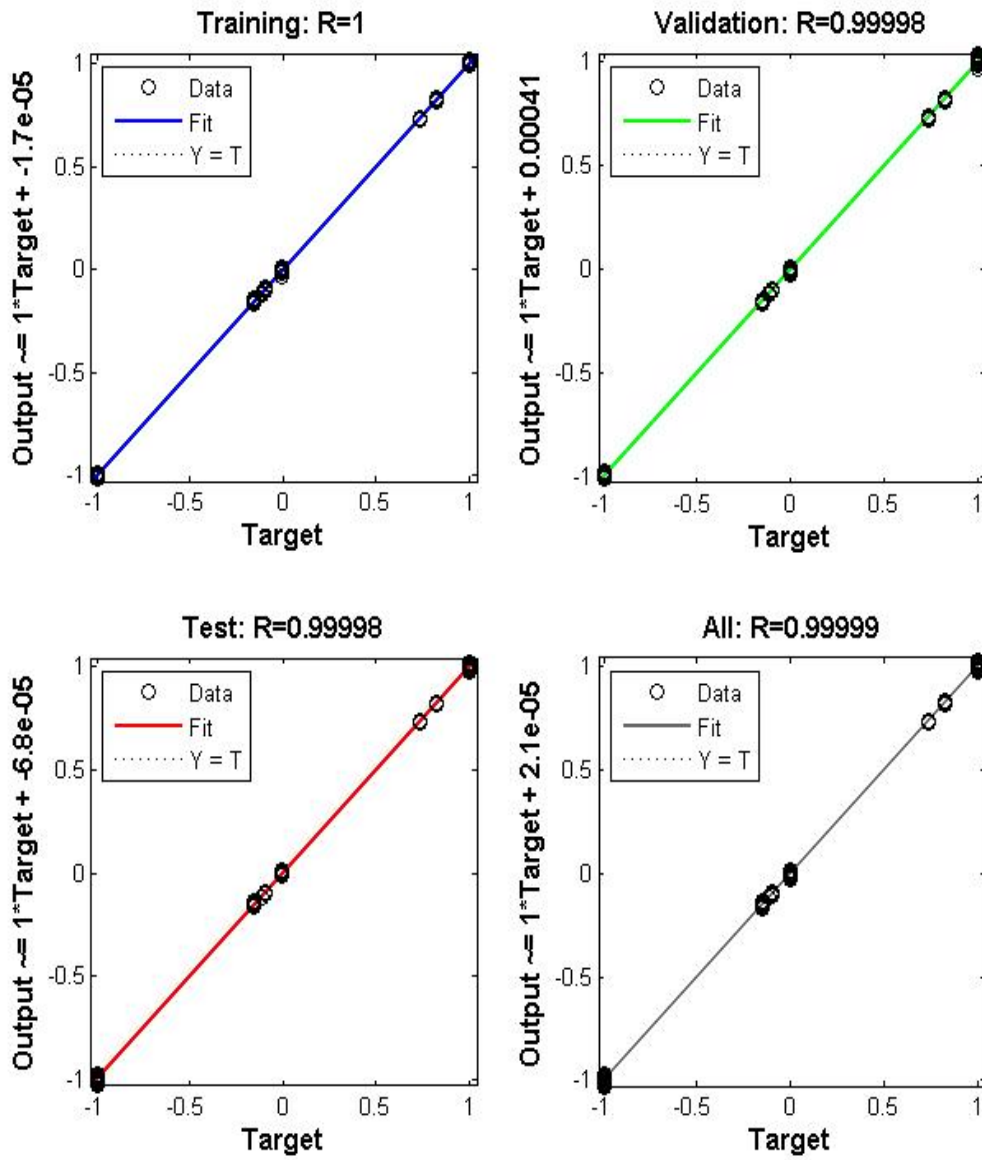 Training: R=1
Output ~= 1*Target + -1.7e-05
1
0.5
0
-0.5
-1
Data
Fit
Y = T
-1 -0.5 0 0.5 1
Target
Validation: R=0.99998
Output ~= 1*Target + 0.00041
1
0.5
0
-0.5
-1
Data
Fit
Y = T
-1 -0.5 0 0.5 1
Target
Test: R=0.99998
Output ~= 1*Target + -6.8e-05
1
0.5
0
-0.5
-1
Data
Fit
Y = T
-1 -0.5 0 0.5 1
Target
All: R=0.99999
Output ~= 1*Target + 2.1e-05
1
0.5
0
-0.5
-1
Data
Fit
Y = T
-1 -0.5 0 0.5 1
Target